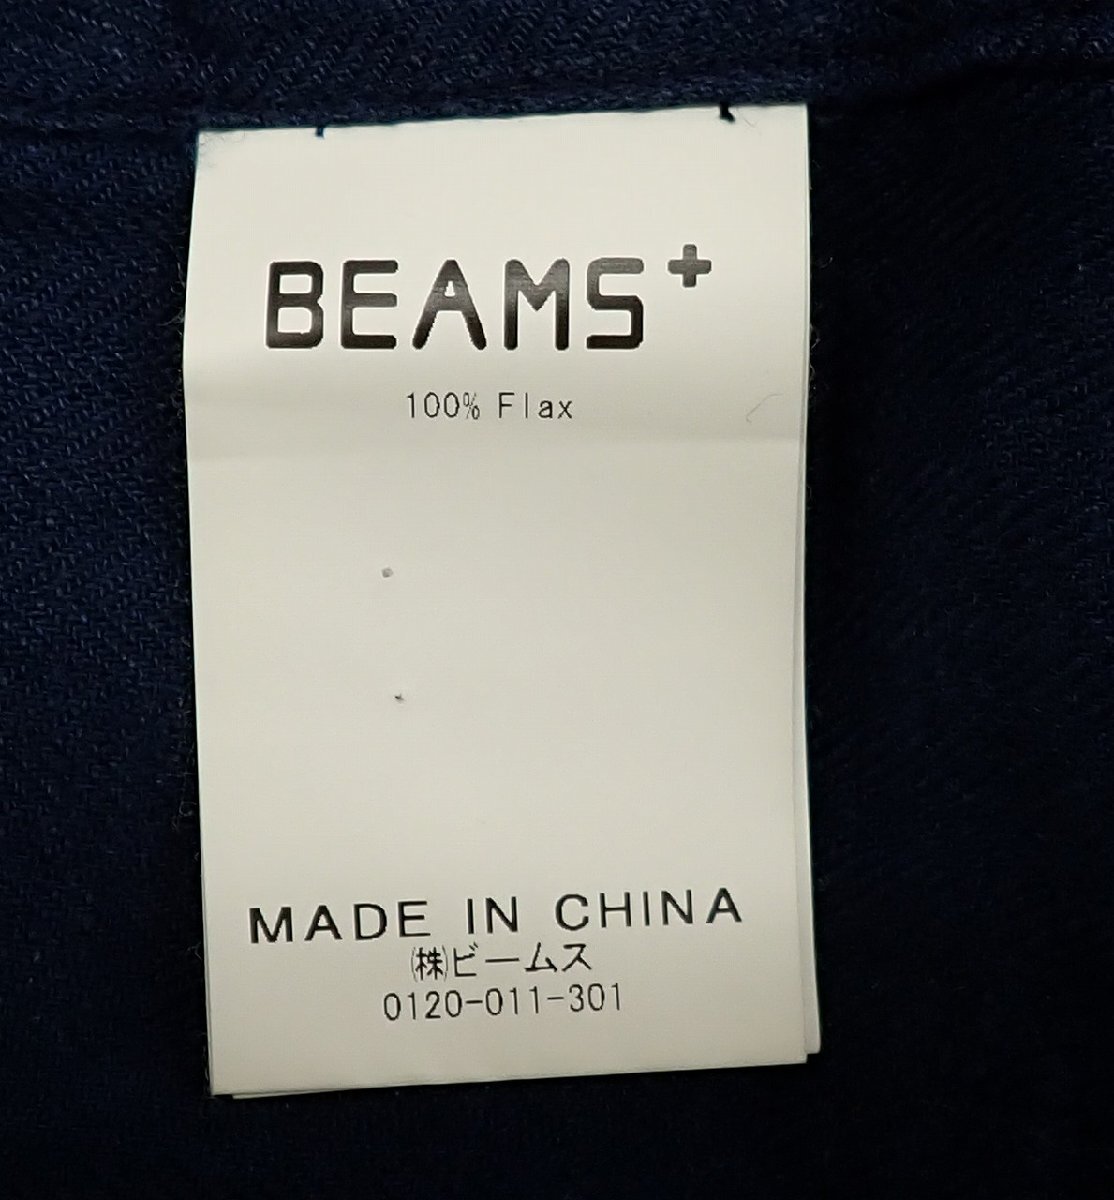 BEAMS+
100% Flax
MADE IN CHINA
㈱ビームス
0120-011-301